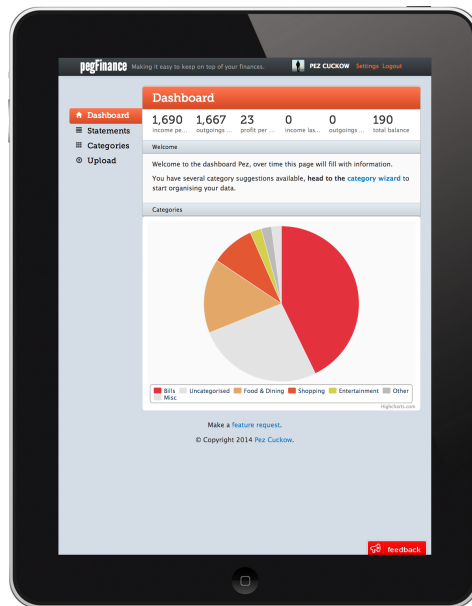 pegFinance Making it easy to keep on top of your finances. PEZ CUCKOW Settings Logout
Dashboard
Statements
Categories
Upload
Dashboard
1,690 1,667 23 0 0 190
income pe... outgoings ... profit per ... income las... outgoings ... total balance
Welcome
Welcome to the dashboard Pez, over time this page will fill with information.
You have several category suggestions available, head to the category wizard to
start organising your data.
Categories
Bills Uncategorised Food & Dining Shopping Entertainment Other
Misc
Highcharts.com
Make a feature request.
© Copyright 2014 Pez Cuckow.
feedback